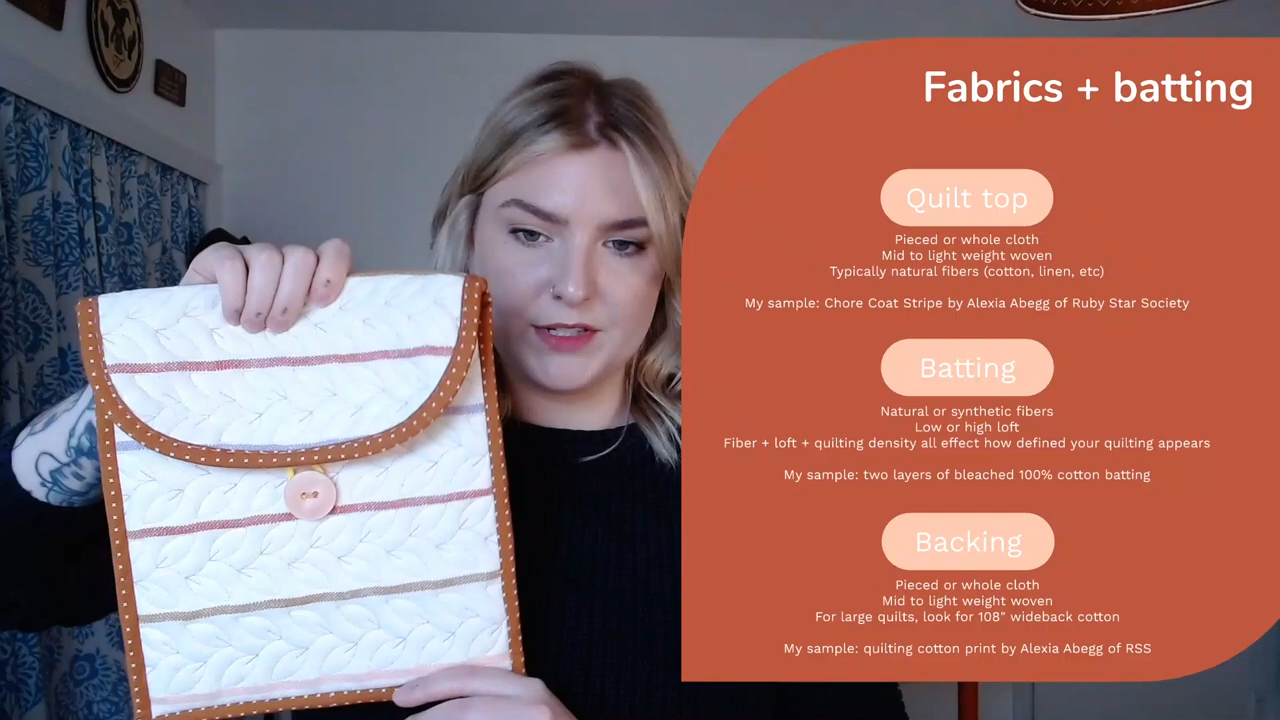 Fabrics + batting
Quilt top
Pieced or whole cloth
Mid to light weight woven
Typically natural fibers (cotton, linen, etc)
My sample: Chore Coat Stripe by Alexia Abegg of Ruby Star Society
Batting
Natural or synthetic fibers
Low or high loft
Fiber + loft + quilting density all effect how defined your quilting appears
My sample: two layers of bleached 100% cotton batting
Backing
Pieced or whole cloth
Mid to light weight woven
For large quilts, look for 108" wideback cotton
My sample: quilting cotton print by Alexia Abegg of RSS